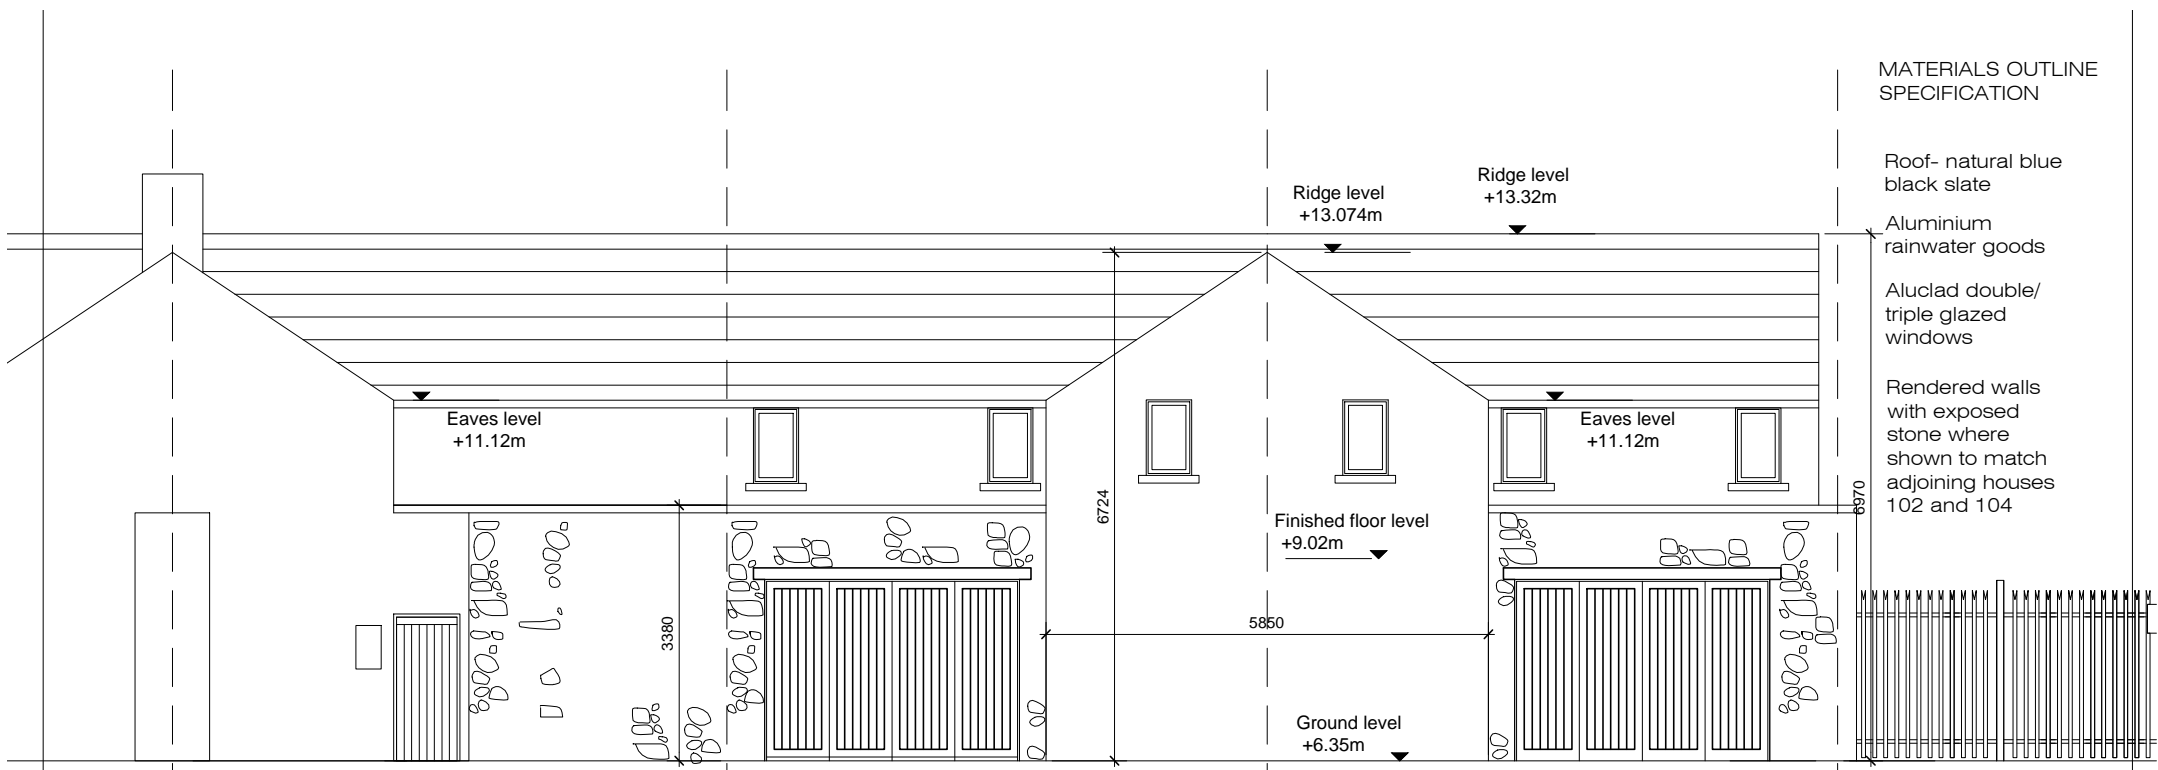 MATERIALS OUTLINE
SPECIFICATION
Roof- natural blue
black slate
Aluminium
rainwater goods
Aluclad double/
triple glazed
windows
Rendered walls
with exposed
stone where
shown to match
adjoining houses
102 and 104
Ridge level
+13.32m
Ridge level
+13.074m
Eaves level
+11.12m
Eaves level
+11.12m
6724
6970
Finished floor level
+9.02m
3380
5850
Ground level
+6.35m